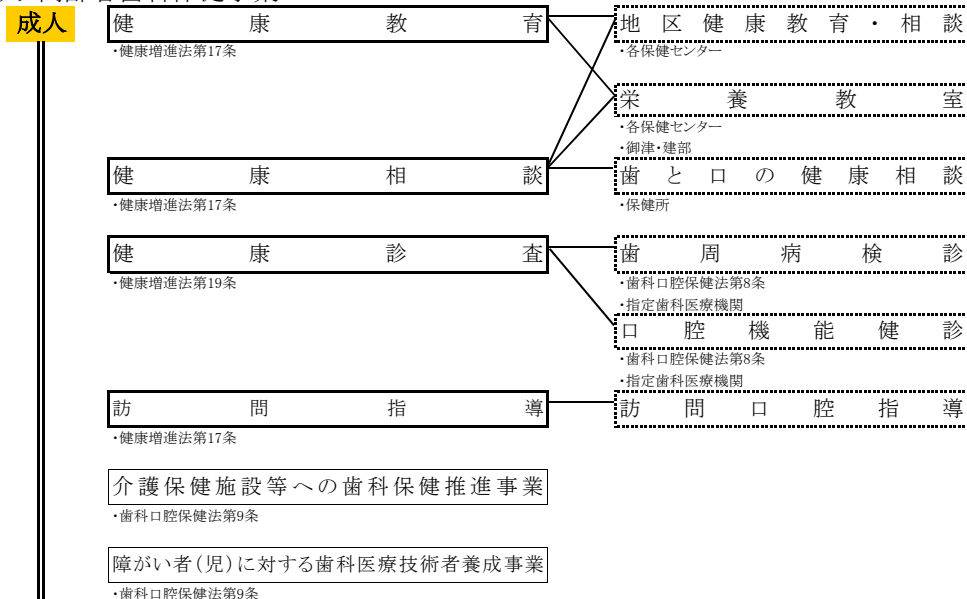 成人
健康教育
・健康増進法第17条
地区健康教育・相談
・各保健センター
栄養教室
・各保健センター
・御津・建部
健康相談
・健康増進法第17条
歯と口の健康相談
・保健所
健康診査
・健康増進法第19条
歯周病検診
・歯科口腔保健法第8条
・指定歯科医療機関
口腔機能健診
・歯科口腔保健法第8条
・指定歯科医療機関
訪問指導
・健康増進法第17条
訪問口腔指導
介護保健施設等への歯科保健推進事業
・歯科口腔保健法第9条
障がい者(児)に対する歯科医療技術者養成事業
・歯科口腔保健法第9条